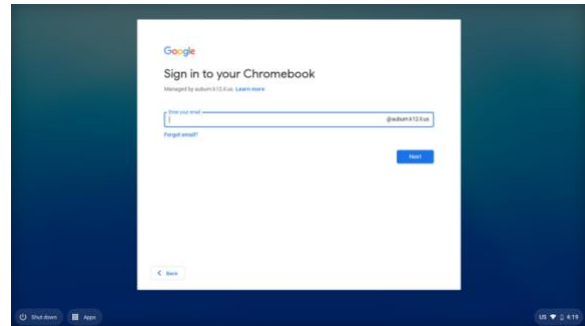 Google
Sign in to your Chromebook
Managed by auburn.k12.il.us. Learn more
Enter your email
@auburn.k12.il.us
Forgot email?
Next
Back
Shut down
Apps
US
4:19